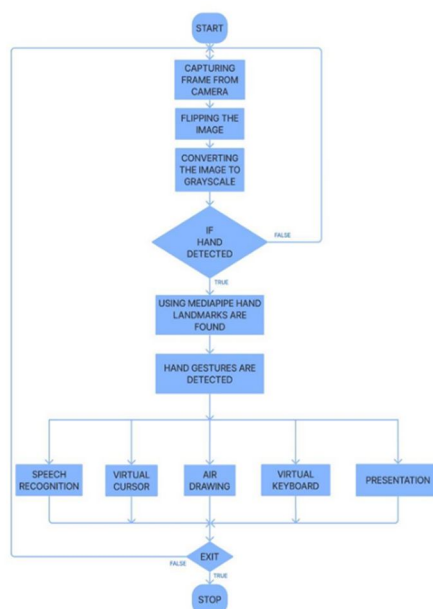 START
CAPTURING
FRAME FROM
CAMERA
FLIPPING THE
IMAGE
CONVERTING
THE IMAGE TO
GRAYSCALE
IF
HAND
DETECTED
FALSE
TRUE
USING MEDIAPIPE HAND
LANDMARKS ARE
FOUND
HAND GESTURES ARE
DETECTED
SPEECH
RECOGNITION
VIRTUAL
CURSOR
AIR
DRAWING
VIRTUAL
KEYBOARD
PRESENTATION
EXIT
FALSE
TRUE
STOP